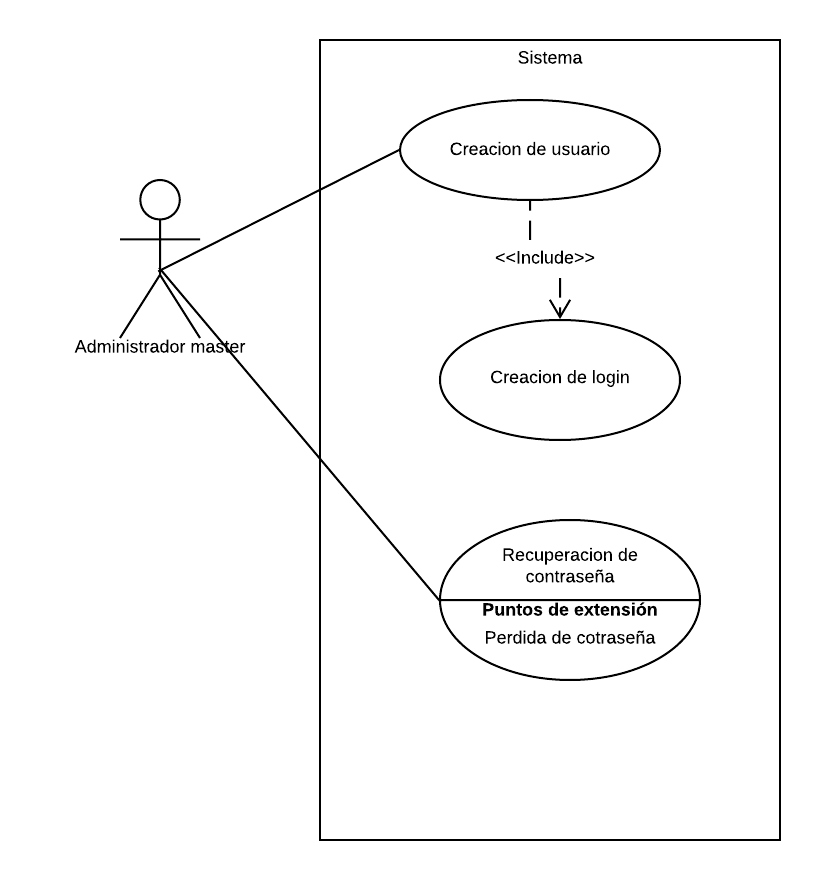 Sistema
Creacion de usuario
<<Include>>
Administrador master
Creacion de login
Recuperacion de
contraseña
Puntos de extensión
Perdida de cotraseña